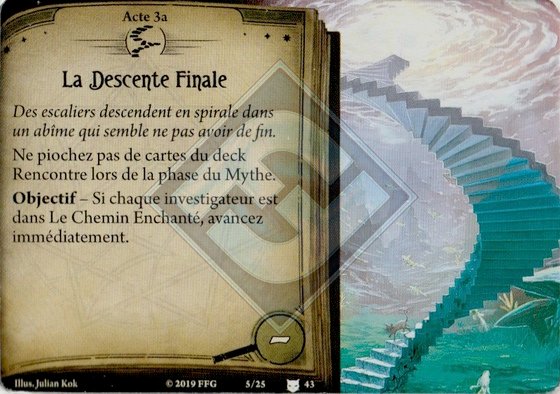 Acte 3a
La Descente Finale
Des escaliers descendent en spirale dans
un abîme qui semble ne pas avoir de fin.
Ne piochez pas de cartes du deck
Rencontre lors de la phase du Mythe.
Objectif – Si chaque investigateur est
dans Le Chemin Enchanté, avancez
immédiatement.
–
Illus. Julian Kok © 2019 FFG 5/25 43